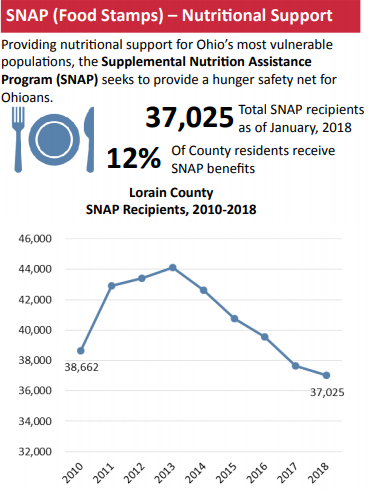 SNAP (Food Stamps) – Nutritional Support
Providing nutritional support for Ohio's most vulnerable
populations, the Supplemental Nutrition Assistance
Program (SNAP) seeks to provide a hunger safety net for
Ohioans.
37,025 Total SNAP recipients
as of January, 2018
12% Of County residents receive
SNAP benefits
Lorain County
SNAP Recipients, 2010-2018
46,000
44,000
42,000
40,000
38,000
36,000
34,000
32,000
38,662
37,025
2010 2011 2012 2013 2014 2015 2016 2017 2018